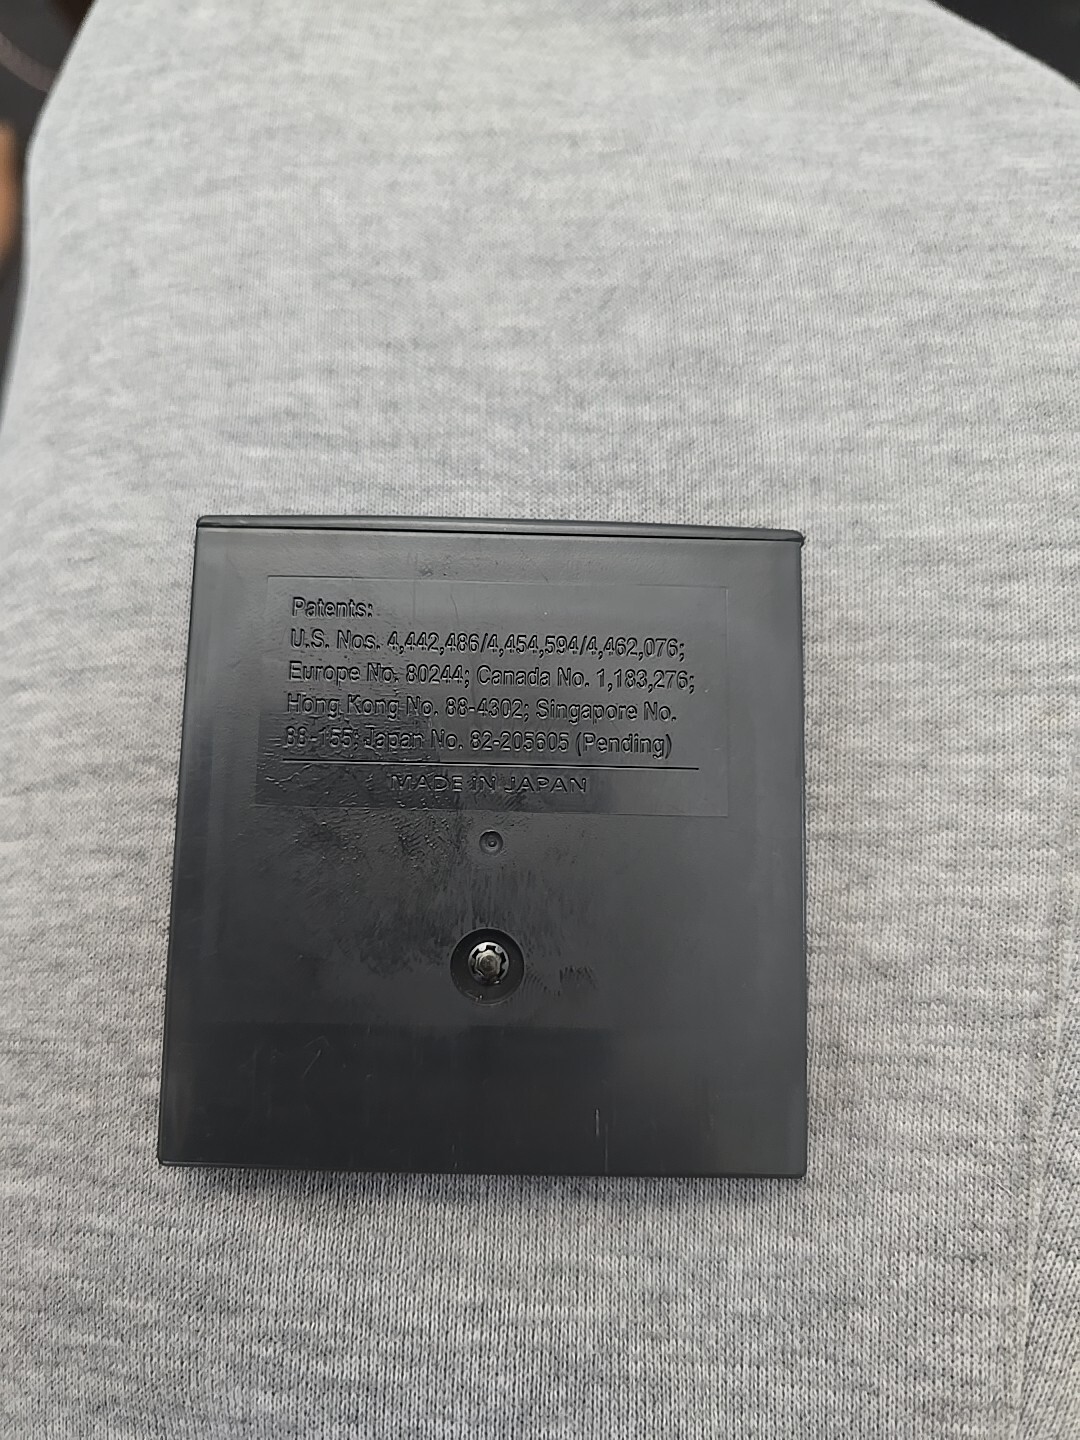 Patents:
U.S. Nos. 4,442,486/4,454,594/4,462,076;
Europe No. 80244; Canada No. 1,183,276;
Hong Kong No. 88-4302; Singapore No.
88-155; Japan No. 82-205605 (Pending)
MADE IN JAPAN